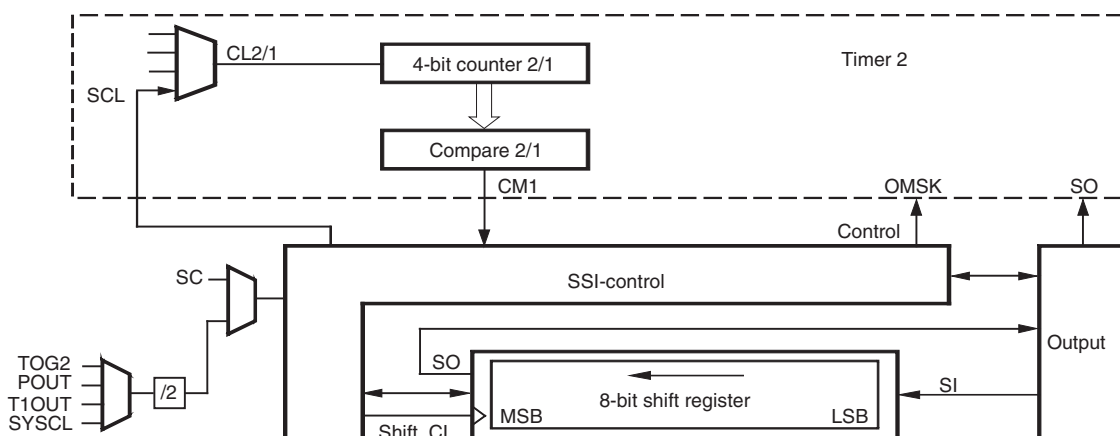 CL2/1
4-bit counter 2/1
Timer 2
SCL
Compare 2/1
CM1
OMSK
SO
Control
SC
SSI-control
TOG2
POUT
T1OUT
SYSCL
/2
SO
Output
8-bit shift register
SI
MSB
LSB
Shift_CL